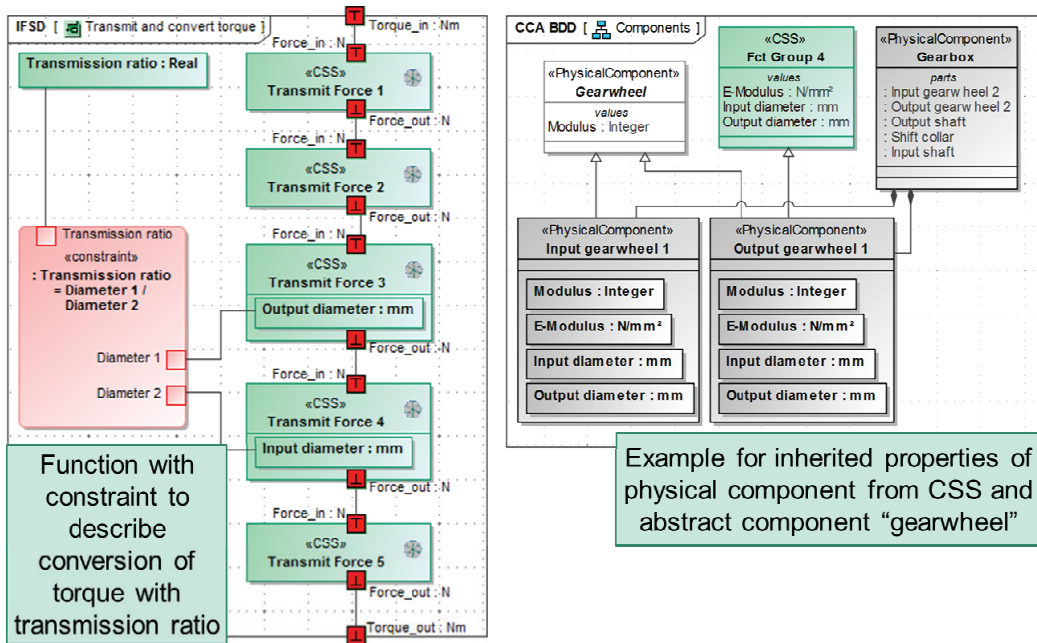 IFSD [ Transmit and convert torque ]
Torque_in : Nm
Force_in : N
Transmission ratio : Real
«CSS»
Transmit Force 1
Force_out : N
Force_in : N
«CSS»
Transmit Force 2
Force_out : N
Force_in : N
Transmission ratio
«constraint»
: Transmission ratio
= Diameter 1 /
Diameter 2
Diameter 1
Diameter 2
«CSS»
Transmit Force 3
Output diameter : mm
Force_out : N
Force_in : N
«CSS»
Transmit Force 4
Input diameter : mm
Force_out : N
Force_in : N
«CSS»
Transmit Force 5
Force_out : N
Torque_out : Nm
Function with
constraint to
describe
conversion of
torque with
transmission ratio
CCA BDD [ Components ]
«PhysicalComponent»
Gearwheel
values
Modulus : Integer
«CSS»
Fct Group 4
values
E-Modulus : N/mm²
Input diameter : mm
Output diameter : mm
«PhysicalComponent»
Gearbox
parts
: Input gearw heel 2
: Output gearw heel 2
: Output shaft
: Shift collar
: Input shaft
«PhysicalComponent»
Input gearwheel 1
Modulus : Integer
E-Modulus : N/mm²
Input diameter : mm
Output diameter : mm
«PhysicalComponent»
Output gearwheel 1
Modulus : Integer
E-Modulus : N/mm²
Input diameter : mm
Output diameter : mm
Example for inherited properties of
physical component from CSS and
abstract component “gearwheel”